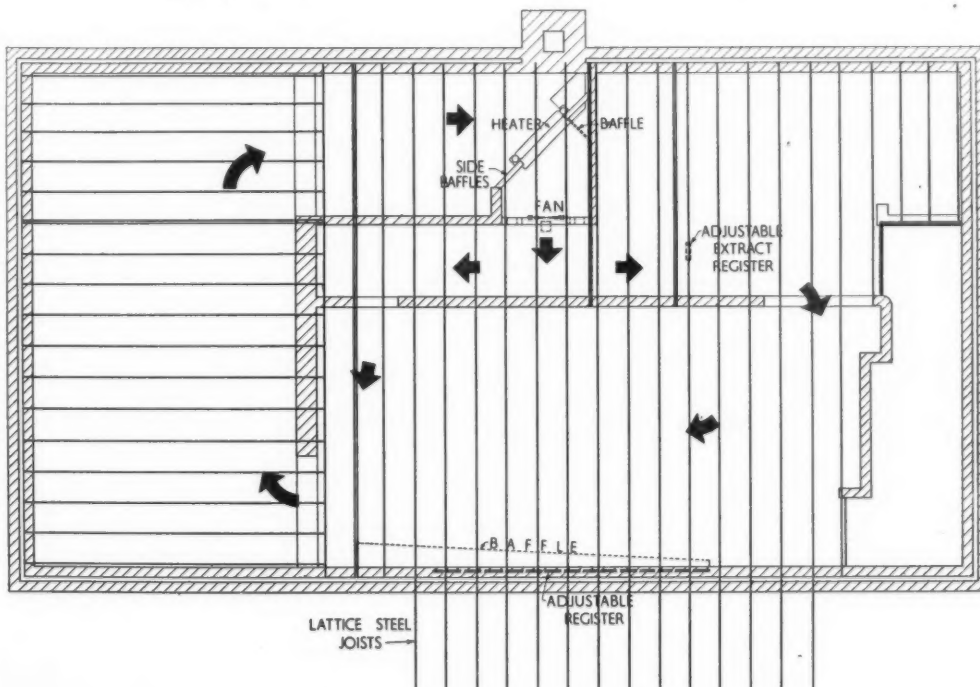 HEATER
BAFFLE
SIDE
BAFFLES
FAN
ADJUSTABLE
EXTRACT
REGISTER
BAFFLE
ADJUSTABLE
REGISTER
LATTICE STEEL
JOISTS